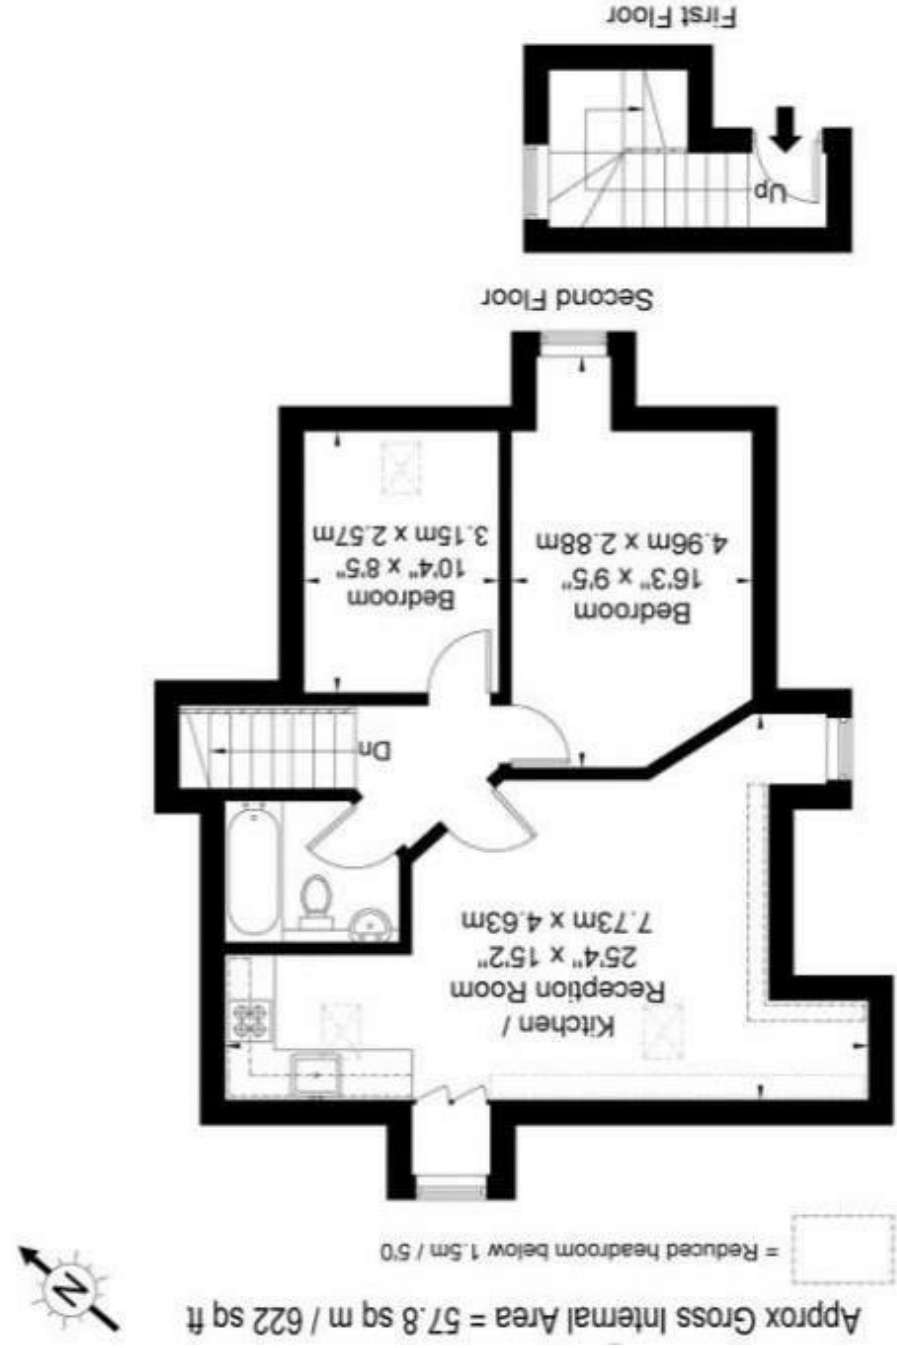 Approx Gross Internal Area = 57.8 sq m / 622 sq ft
= Reduced headroom below 1.5m / 5'0
N
Kitchen /
Reception Room
25'4" x 15'2"
7.73m x 4.63m
Dn
Bedroom
16'3" x 9'5"
4.96m x 2.88m
Bedroom
10'4" x 8'5"
3.15m x 2.57m
Second Floor
Up
First Floor